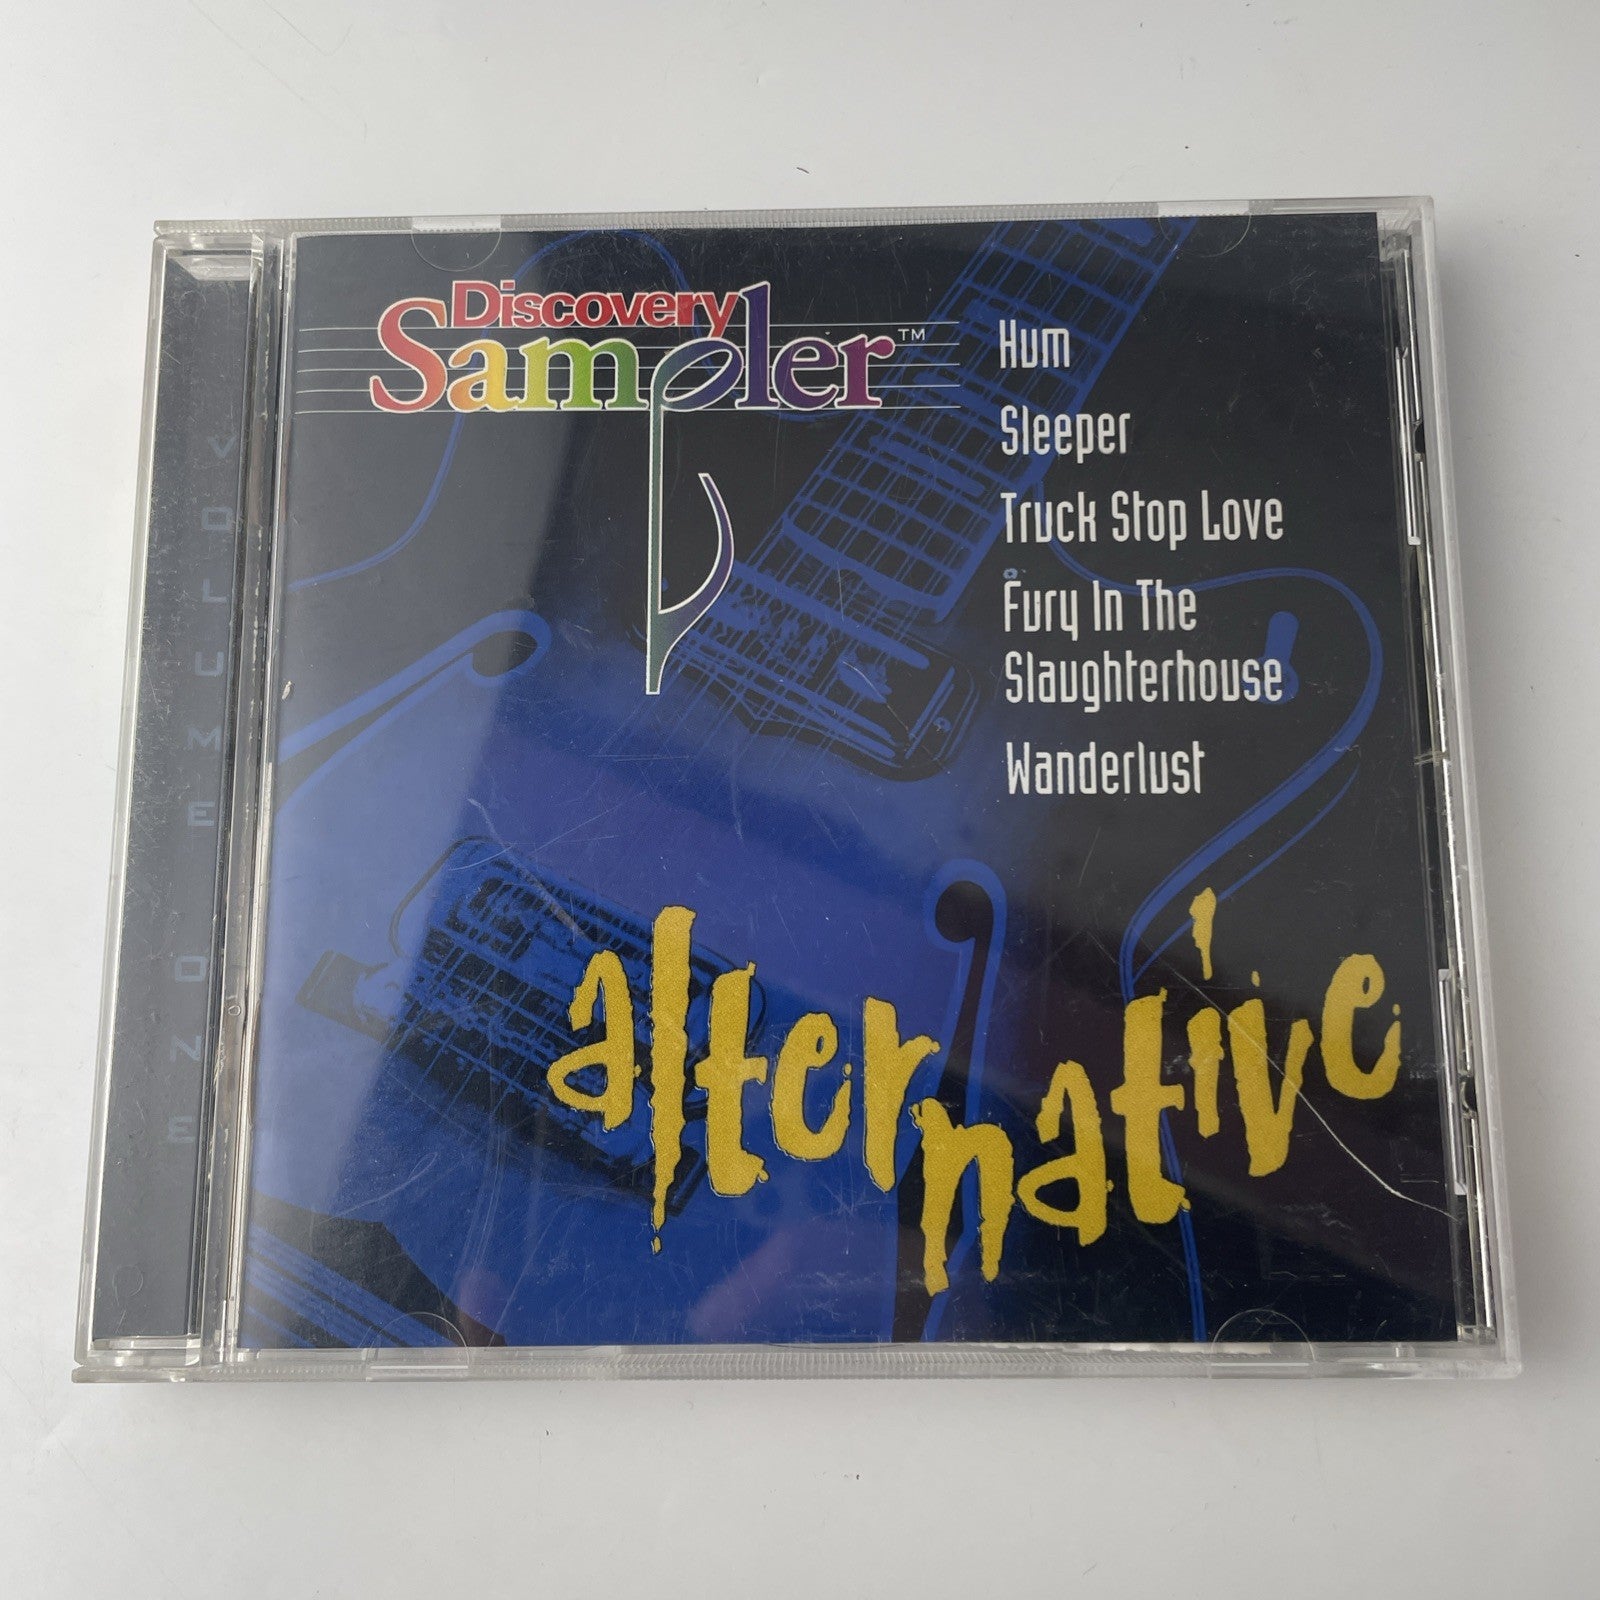 Discovery
Sampler™
Hum
Sleeper
Truck Stop Love
Fury In The
Slaughterhouse
Wanderlust
alternative
VOLUME ONE